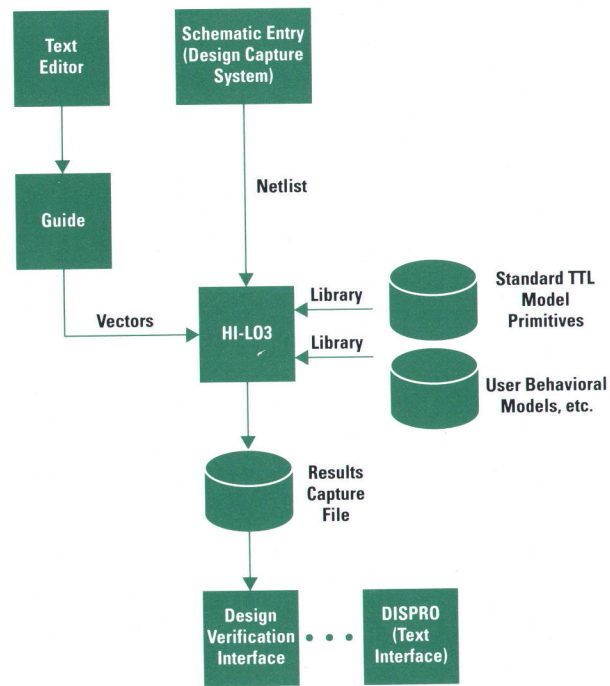 Text
Editor
Schematic Entry
(Design Capture
System)
Netlist
Guide
Vectors
HI-LO3
Library
Library
Standard TTL
Model
Primitives
User Behavioral
Models, etc.
Results
Capture
File
Design
Verification
Interface
DISPRO
(Text
Interface)